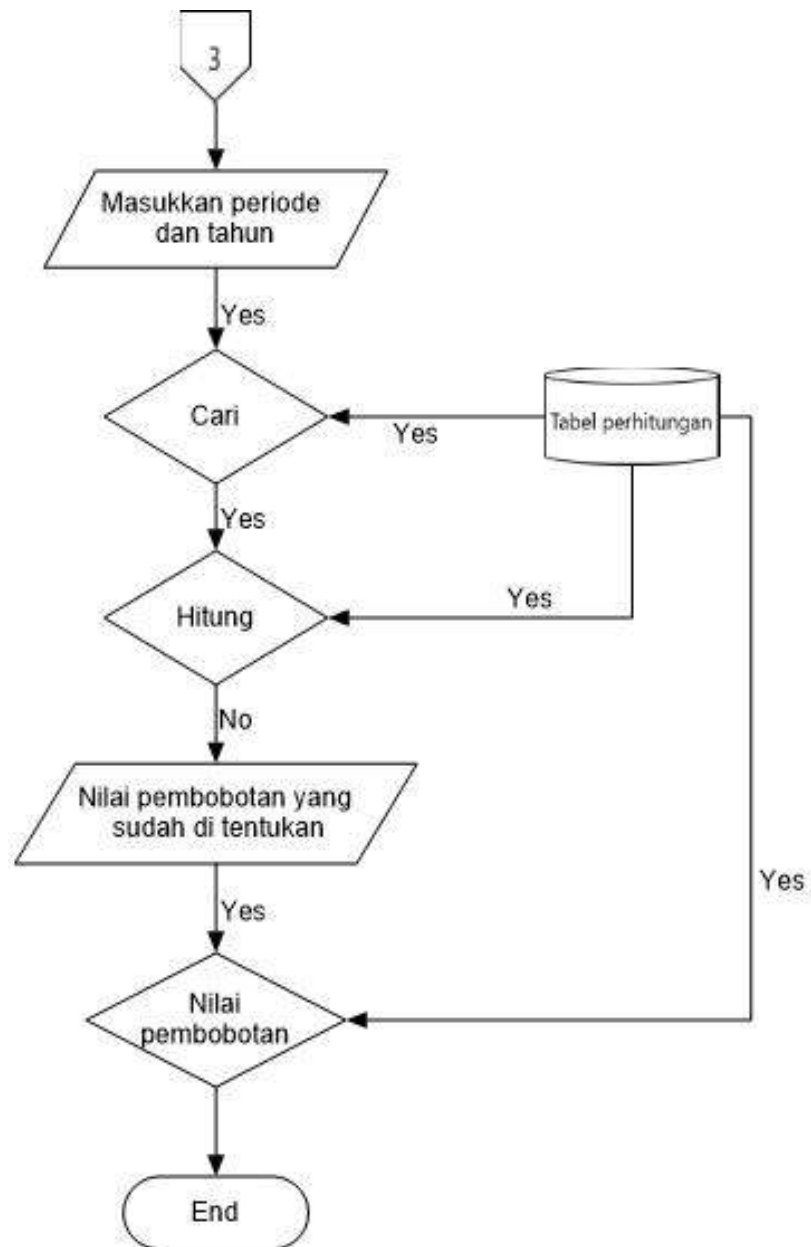 3
Masukkan periode
dan tahun
Yes
Cari
Yes
Tabel perhitungan
Yes
Hitung
Yes
No
Nilai pembobotan yang
sudah di tentukan
Yes
Yes
Nilai
pembobotan
End